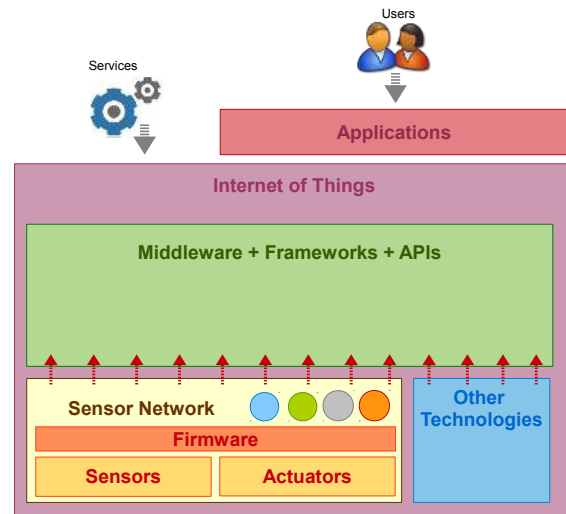 Users
Services
Applications
Internet of Things
Middleware + Frameworks + APIs
Sensor Network
Other
Technologies
Firmware
Sensors
Actuators